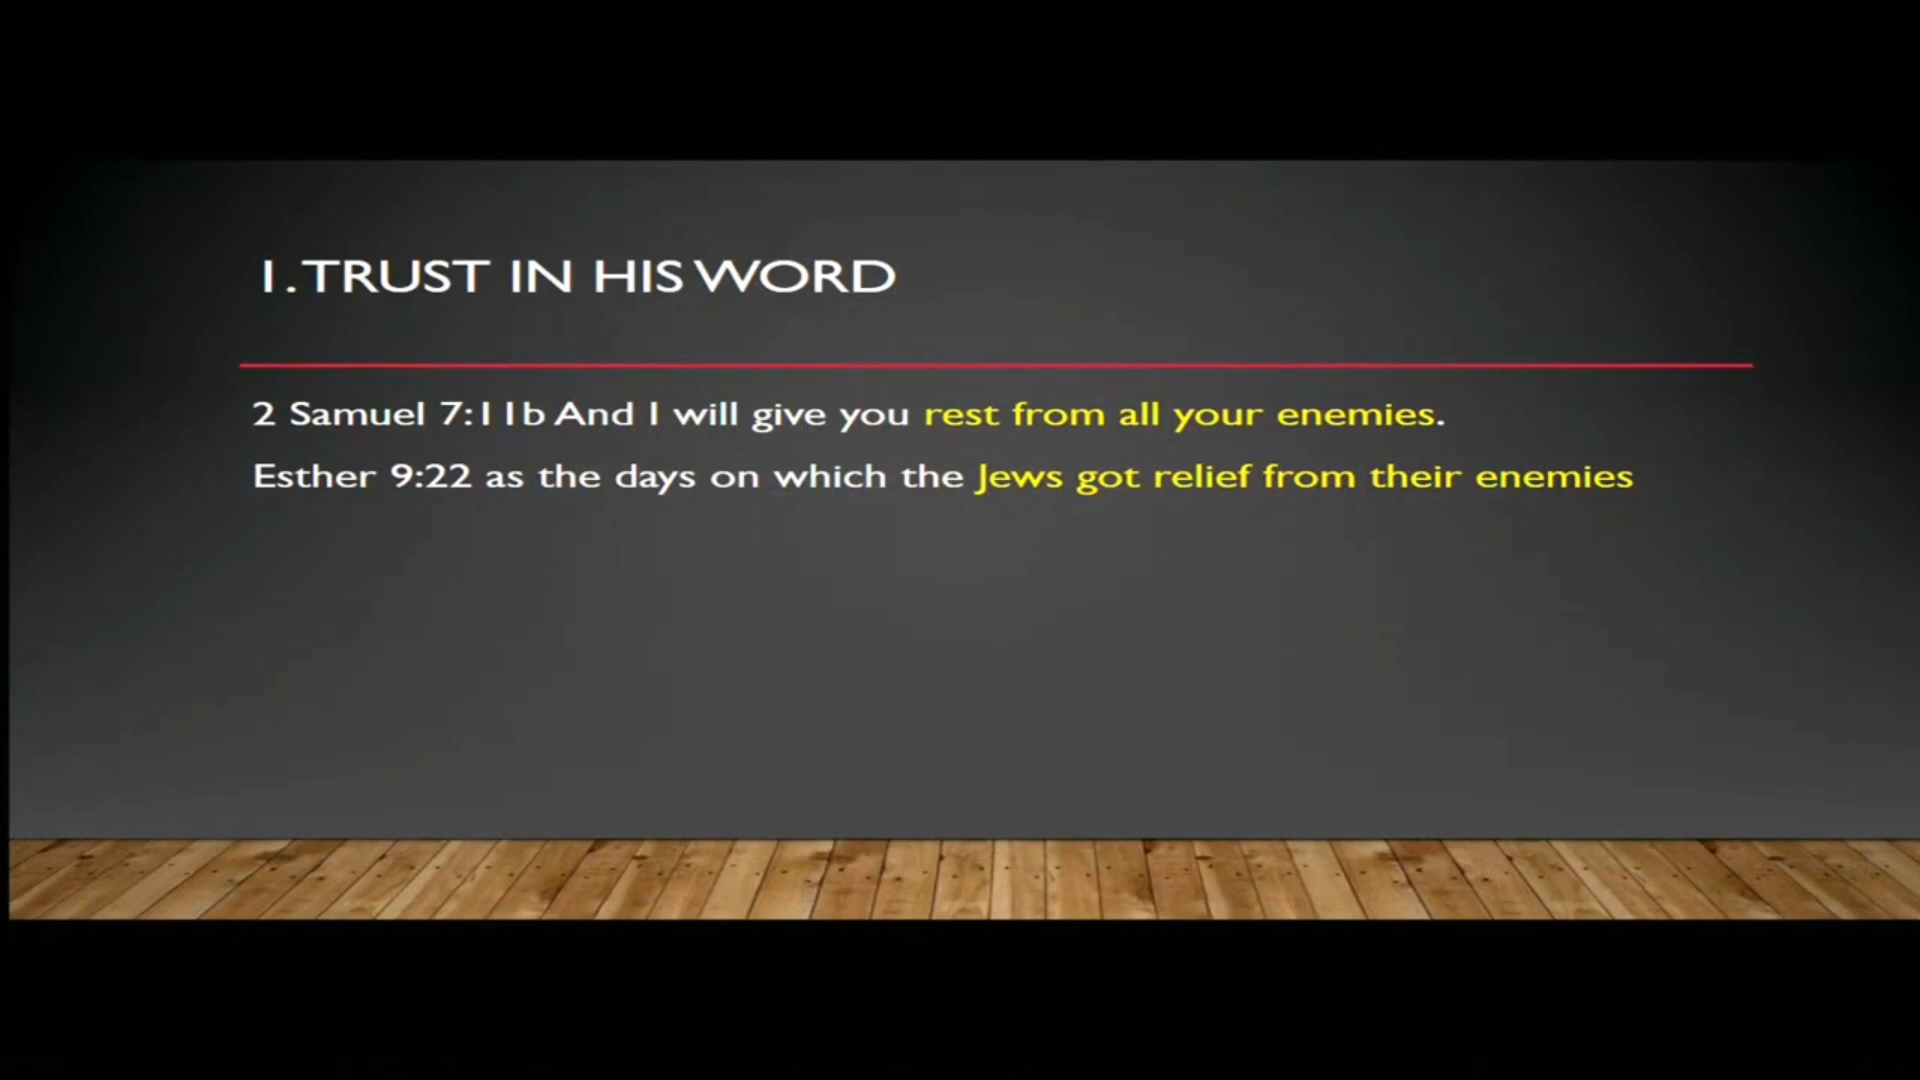 1. TRUST IN HIS WORD
2 Samuel 7:11b And I will give you rest from all your enemies.
Esther 9:22 as the days on which the Jews got relief from their enemies